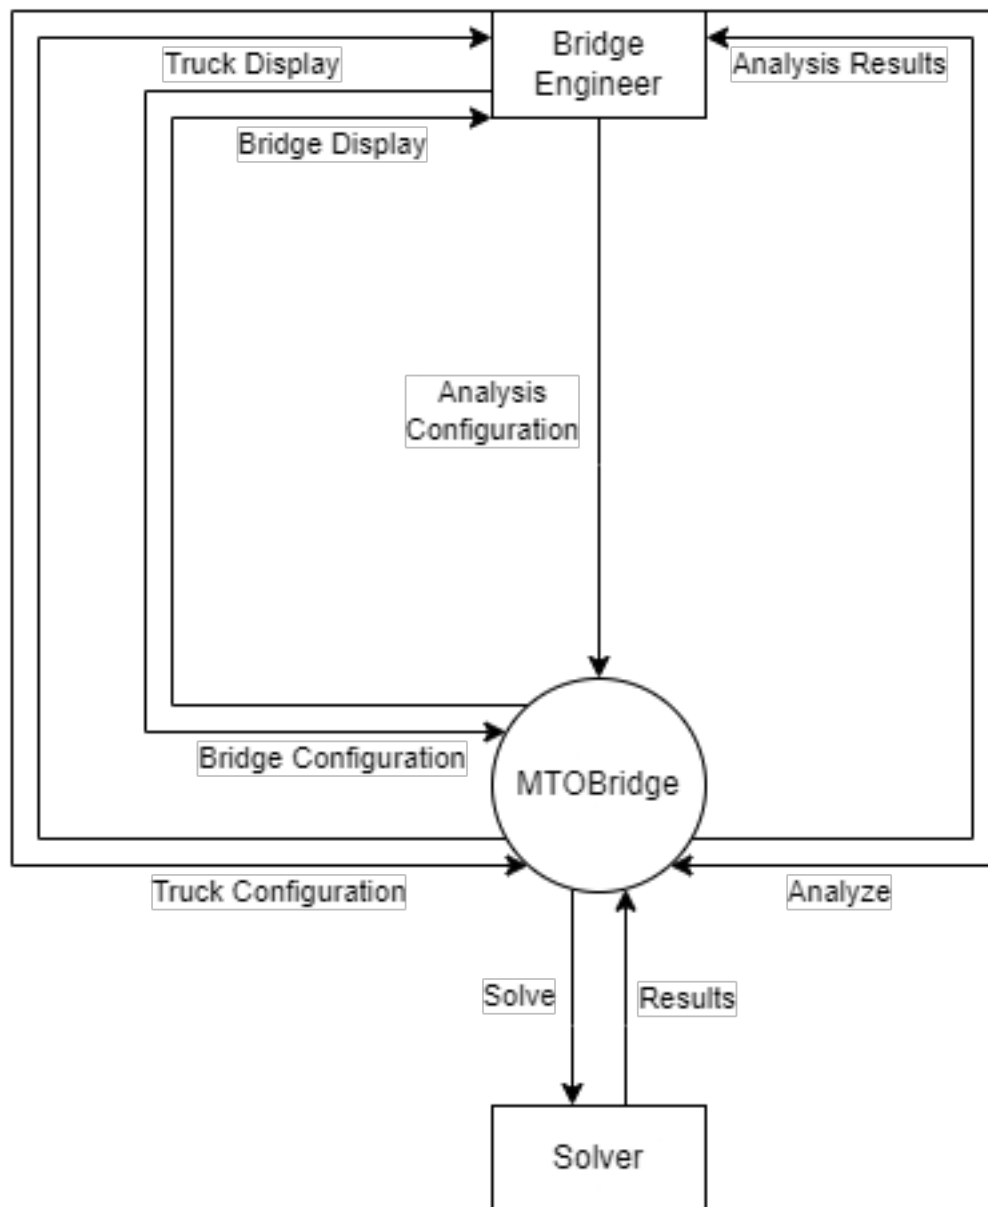 Bridge
Engineer
Truck Display
Analysis Results
Bridge Display
Analysis
Configuration
Bridge Configuration
MTOBridge
Truck Configuration
Analyze
Solve
Results
Solver